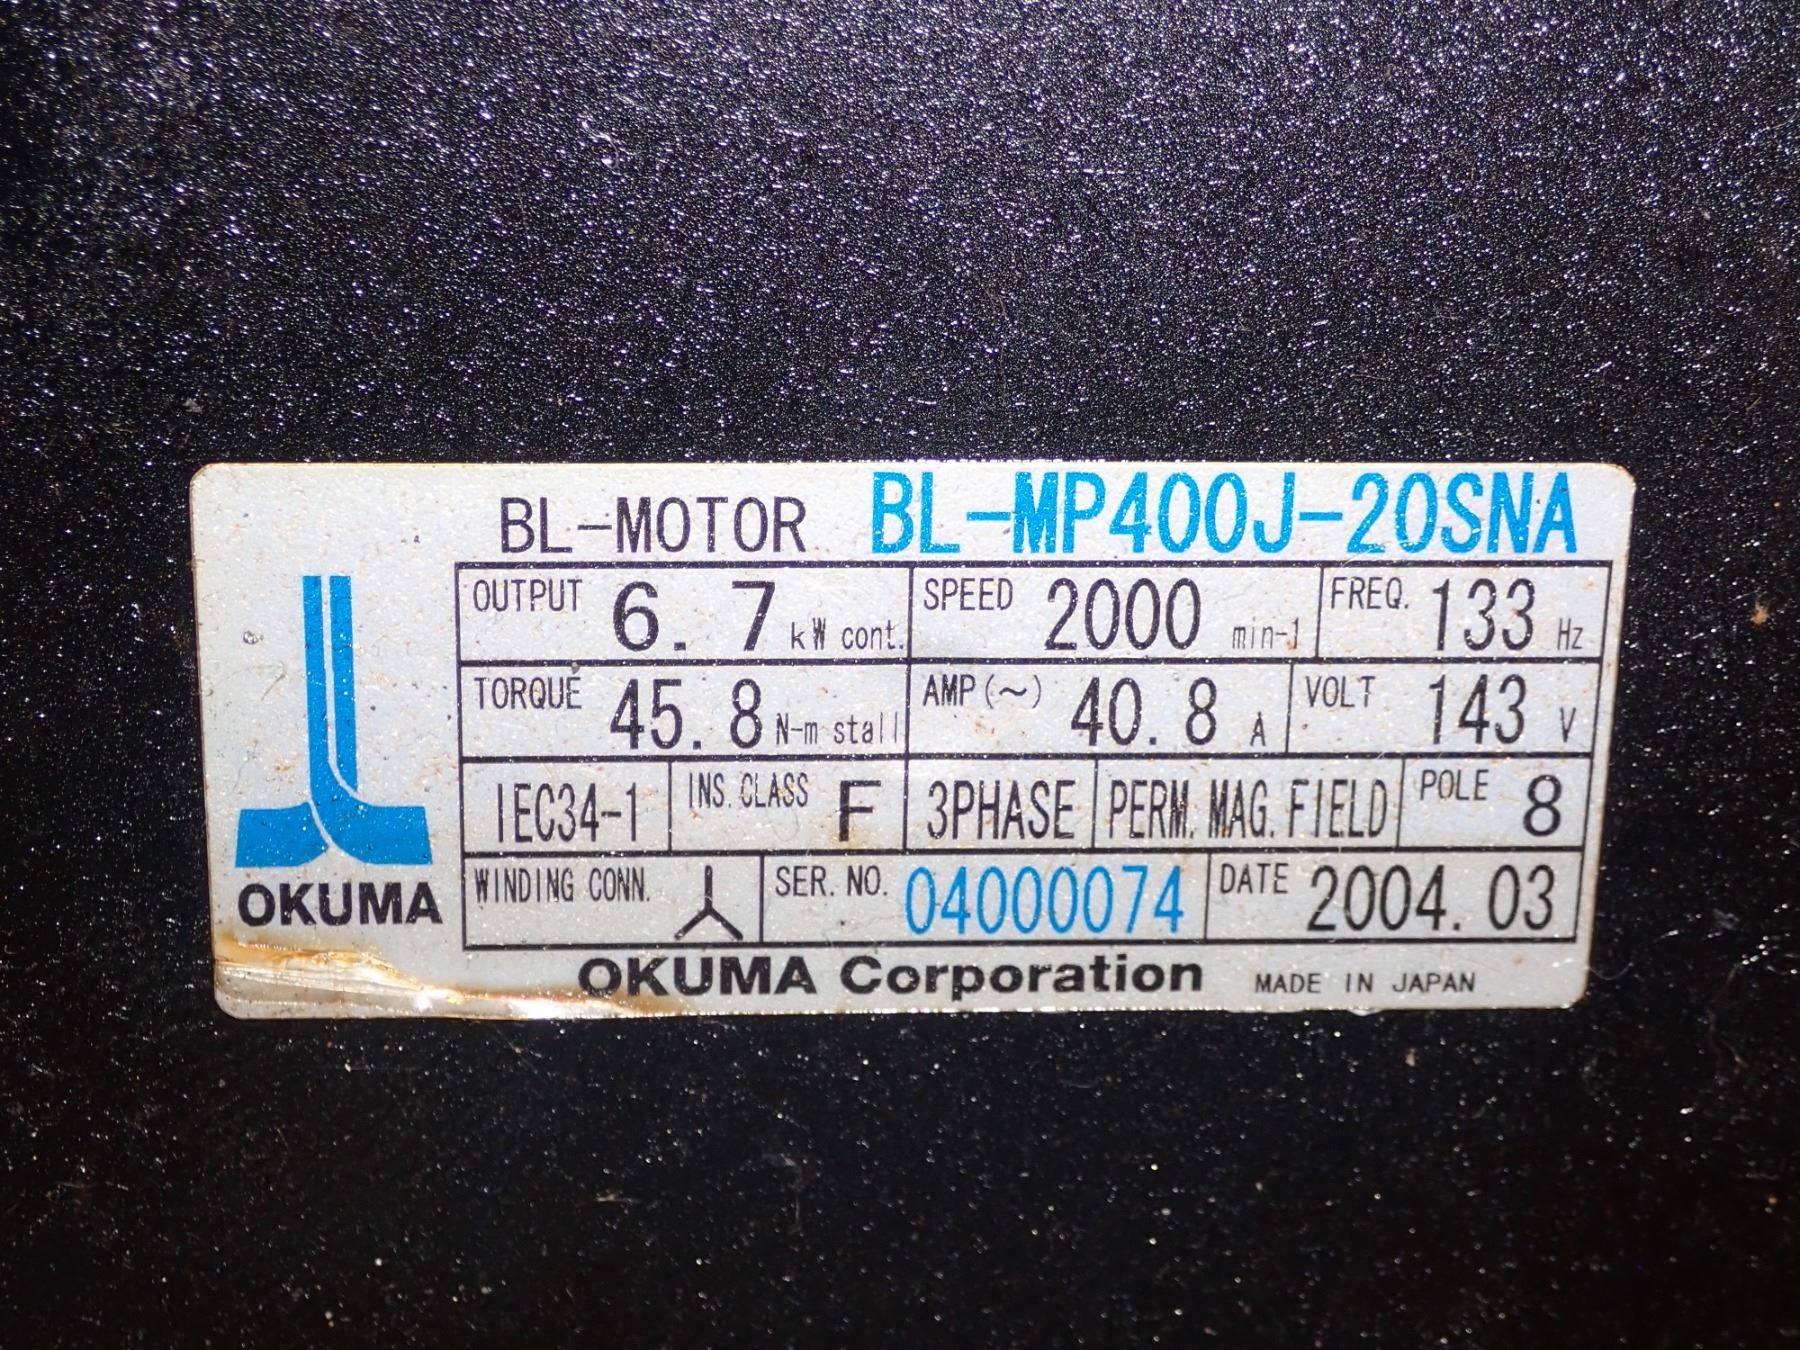 BL-MOTOR BL-MP400J-20SNA
OUTPUT 6.7 kW cont. SPEED 2000 min-1 FREQ. 133 Hz
TORQUE 45.8 N-m stall AMP(~) 40.8 A VOLT 143 V
IEC34-1 INS. CLASS F 3PHASE PERM. MAG. FIELD POLE 8
WINDING CONN. SER. NO. 04000074 DATE 2004. 03
OKUMA
OKUMA Corporation MADE IN JAPAN